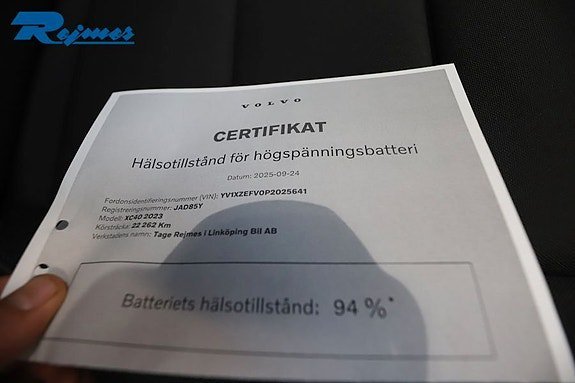 Rejmes
VOLVO
CERTIFIKAT
Hälsotillstånd för högspänningsbatteri
Datum: 2025-09-24
Fordonsidentifieringsnummer (VIN): YV1XZEFV0P2025641
Registreringsnummer: JAD85Y
Modell: XC40 2023
Körsträcka: 22 262 Km
Verkstadens namn: Tage Rejmes i Linköping Bil AB
Batteriets hälsotillstånd: 94 %*